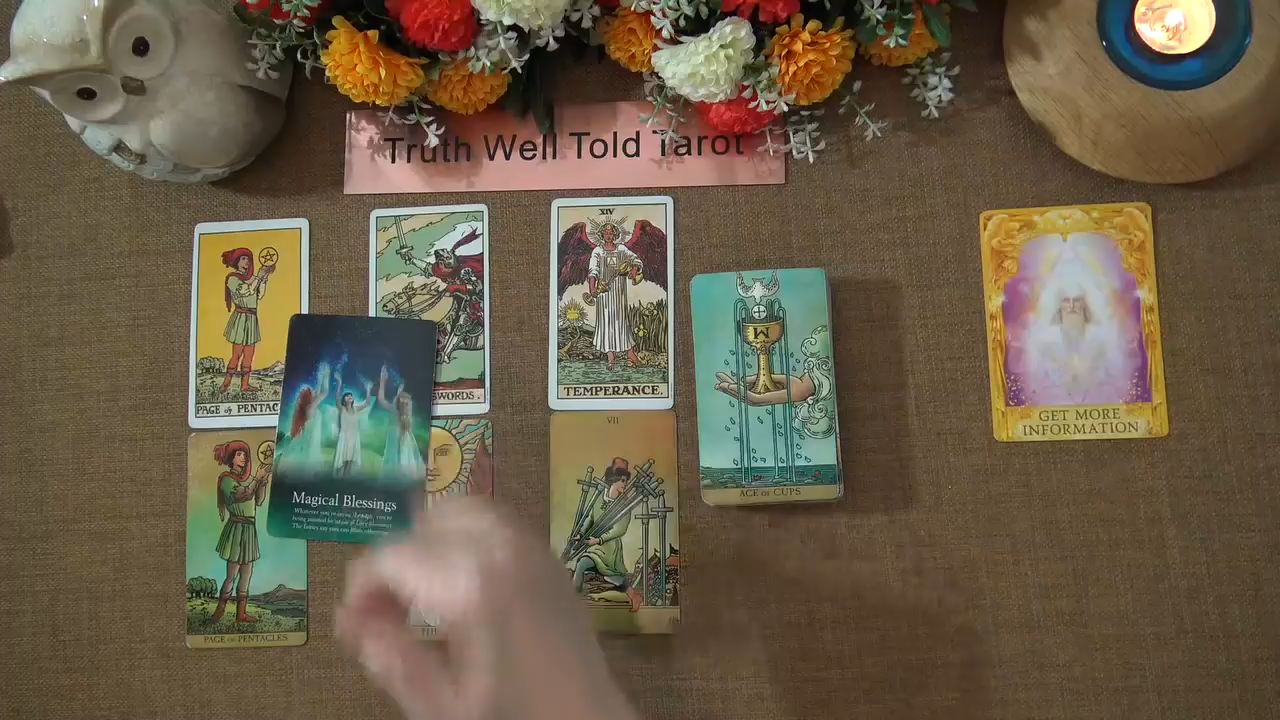 Truth Well Told Tarot
XIV
PAGE of PENTAC
SWORDS.
TEMPERANCE.
VII
ACE OF CUPS
GET MORE
INFORMATION
Magical Blessings
PAGE OF PENTACLES